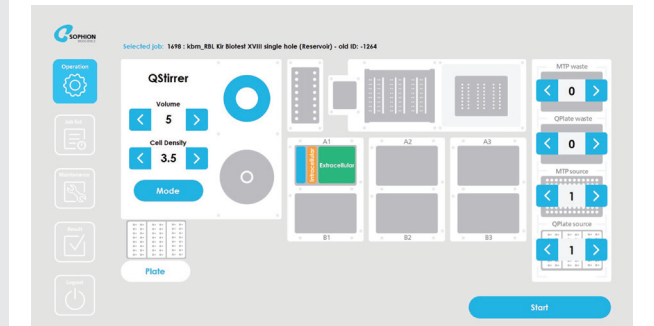 SOPHION
Selected job: 1698 : kbm_RBL Kir Biotest XVIII single hole (Reservoir) - old ID: -1264
Operation
QStirrer
Volume
5
Cell Density
3.5
Mode
Plate
A1
A2
A3
Intracellular
Extracellular
B1
B2
B3
MTP waste
0
QPlate waste
0
MTP source
1
QPlate source
1
Start